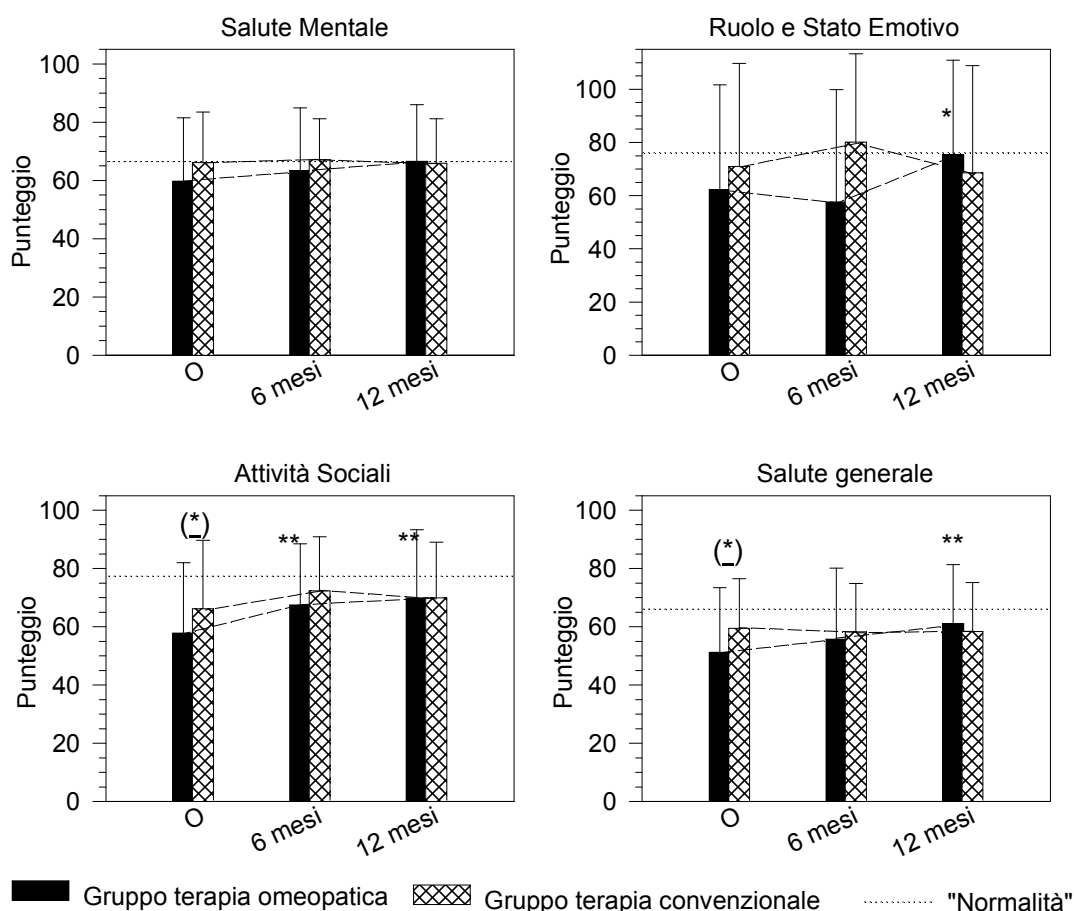 Salute Mentale
Punteggio
100
80
60
40
20
0
O
6 mesi
12 mesi
Ruolo e Stato Emotivo
Punteggio
100
80
60
40
20
0
*
O
6 mesi
12 mesi
Attività Sociali
Punteggio
100
80
60
40
20
0
(*)
**
**
O
6 mesi
12 mesi
Salute generale
Punteggio
100
80
60
40
20
0
(*)
**
O
6 mesi
12 mesi
Gruppo terapia omeopatica Gruppo terapia convenzionale "Normalità"